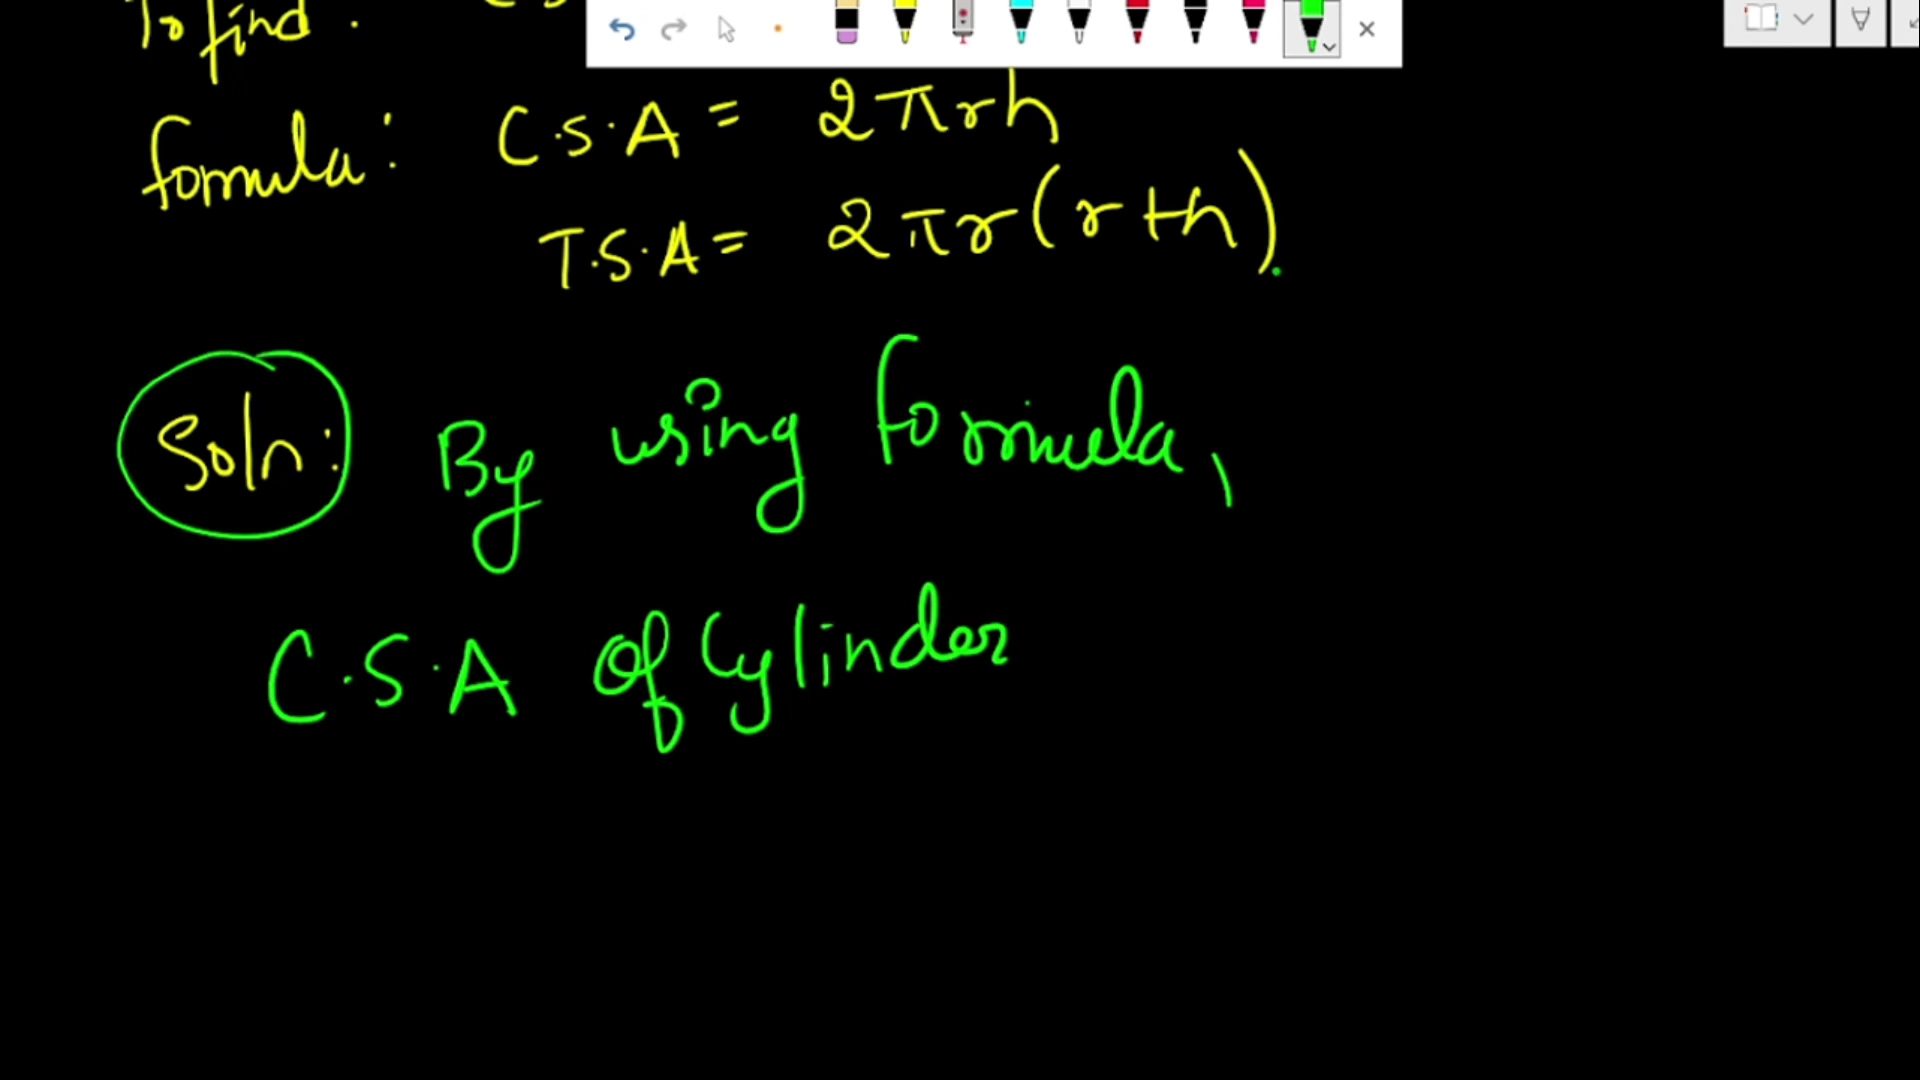 To find :
formula : C.S.A = 2πrh
T.S.A = 2πr(r+h)
Soln: By using formula,
C.S.A of Cylinder